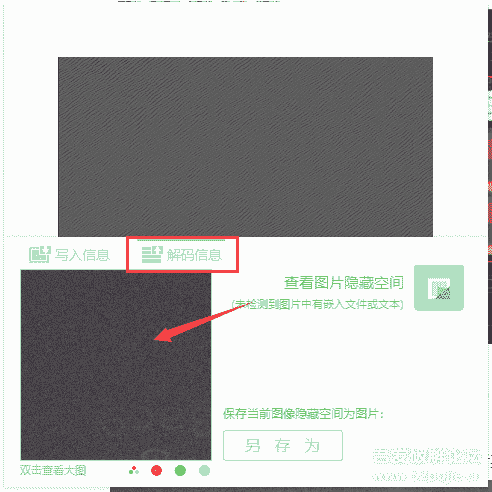 写入信息
解码信息
查看图片隐藏空间
(未检测到图片中有嵌入文件或文本)
保存当前图像隐藏空间为图片：
另 存 为
双击查看大图